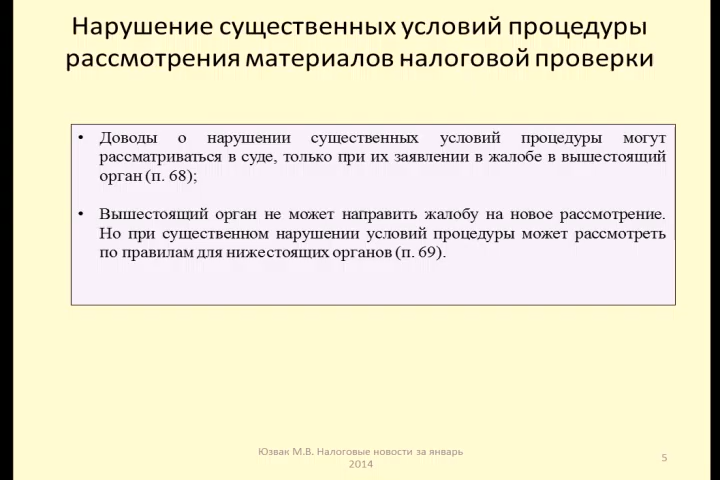 Нарушение существенных условий процедуры
рассмотрения материалов налоговой проверки
• Доводы о нарушении существенных условий процедуры могут
рассматриваться в суде, только при их заявлении в жалобе в вышестоящий
орган (п. 68);
• Вышестоящий орган не может направить жалобу на новое рассмотрение.
Но при существенном нарушении условий процедуры может рассмотреть
по правилам для нижестоящих органов (п. 69).
Юзвак М.В. Налоговые новости за январь
2014
5